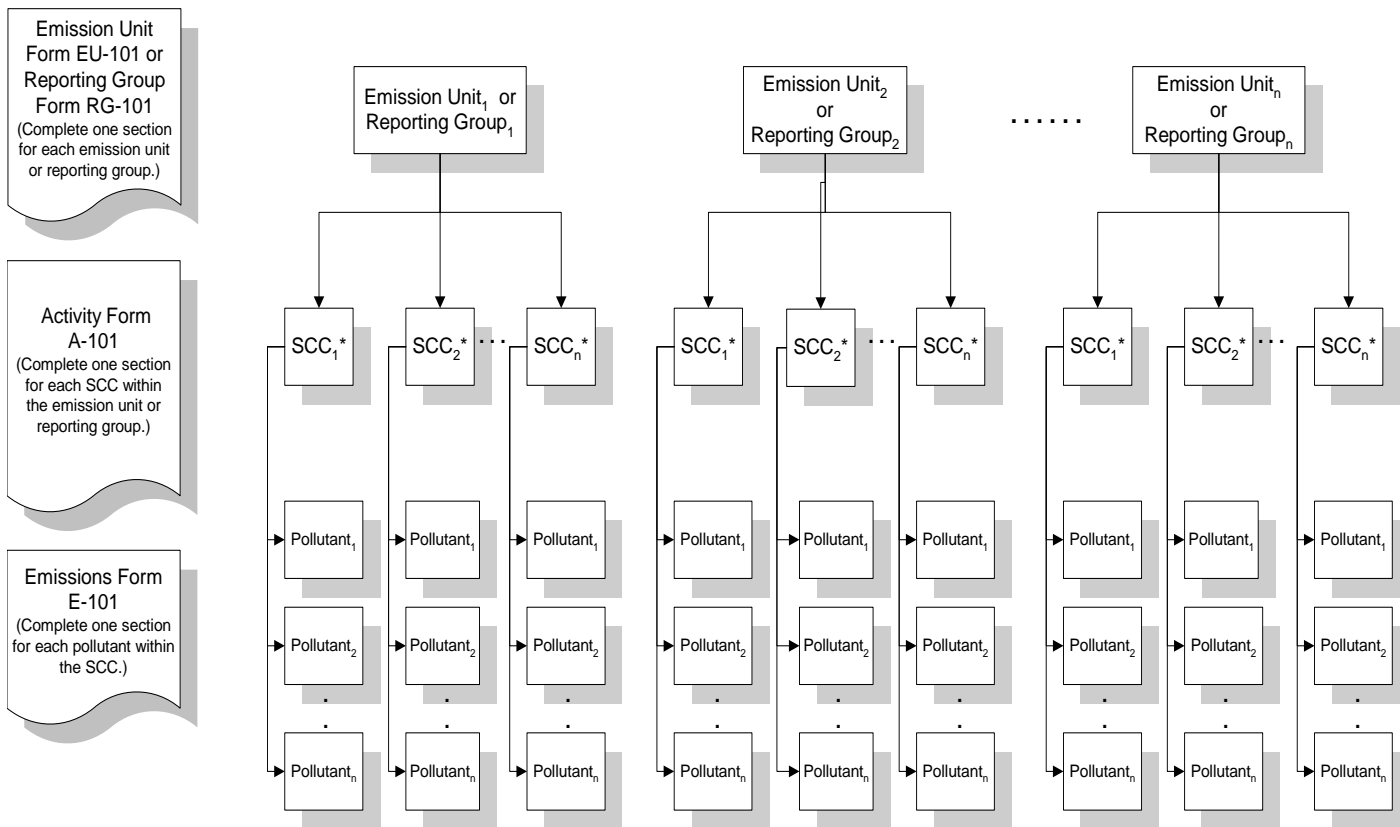 Emission Unit
Form EU-101 or
Reporting Group
Form RG-101
(Complete one section
for each emission unit
or reporting group.)
Emission Unit₁ or
Reporting Group₁
Emission Unit₂
or
Reporting Group₂
. . . . . .
Emission Unitₙ
or
Reporting Groupₙ
Activity Form
A-101
(Complete one section
for each SCC within
the emission unit or
reporting group.)
SCC₁*
SCC₂*
. . .
SCCₙ*
SCC₁*
SCC₂*
. . .
SCCₙ*
SCC₁*
SCC₂*
. . .
SCCₙ*
Emissions Form
E-101
(Complete one section
for each pollutant within
the SCC.)
Pollutant₁
Pollutant₁
Pollutant₁
Pollutant₁
Pollutant₁
Pollutant₁
Pollutant₁
Pollutant₁
Pollutant₁
Pollutant₂
Pollutant₂
Pollutant₂
Pollutant₂
Pollutant₂
Pollutant₂
Pollutant₂
Pollutant₂
Pollutant₂
Pollutantₙ
Pollutantₙ
Pollutantₙ
Pollutantₙ
Pollutantₙ
Pollutantₙ
Pollutantₙ
Pollutantₙ
Pollutantₙ